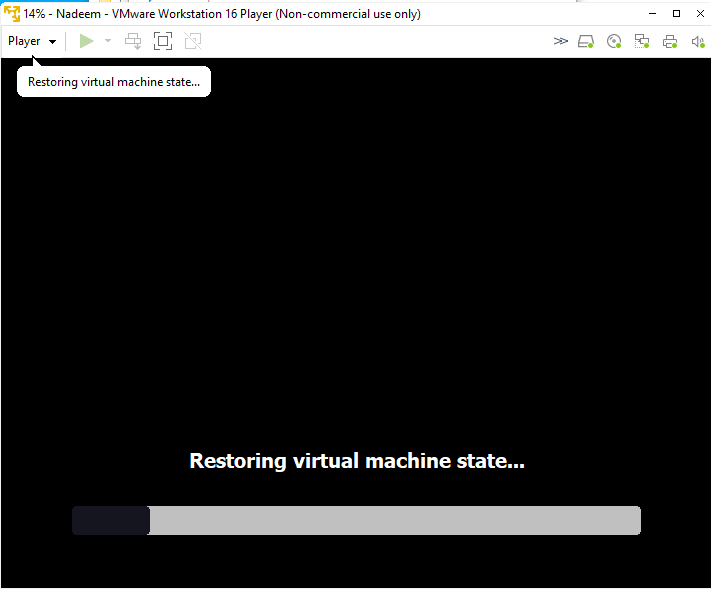 14% - Nadeem - VMware Workstation 16 Player (Non-commercial use only)
Player
Restoring virtual machine state...
Restoring virtual machine state...